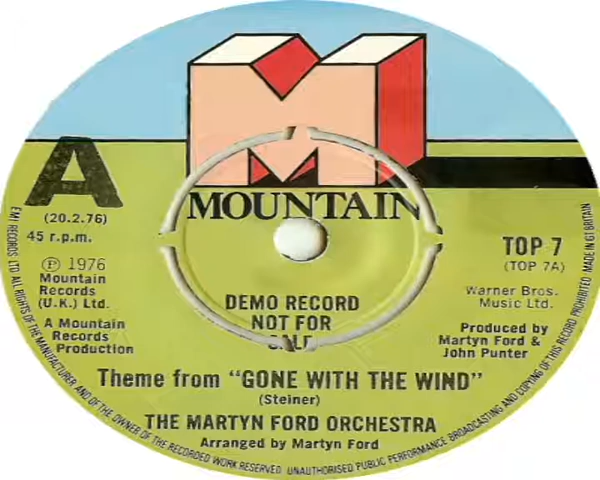 MOUNTAIN
A
(20.2.76)
45 r.p.m.
Ⓟ 1976
Mountain
Records
(U.K.) Ltd.
A Mountain
Records
Production
TOP 7
(TOP 7A)
Warner Bros.
Music Ltd.
Produced by
Martyn Ford &
John Punter
DEMO RECORD
NOT FOR
SALE
Theme from "GONE WITH THE WIND"
(Steiner)
THE MARTYN FORD ORCHESTRA
Arranged by Martyn Ford
EMI RECORDS LTD ALL RIGHTS OF THE MANUFACTURER AND OF THE OWNER OF THE RECORDED WORK RESERVED UNAUTHORISED PUBLIC PERFORMANCE BROADCASTING AND COPYING OF THIS RECORD PROHIBITED MADE IN GT BRITAIN